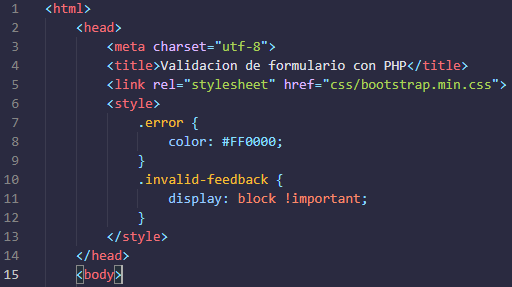 1 <html>
2 <head>
3 <meta charset="utf-8">
4 <title>Validacion de formulario con PHP</title>
5 <link rel="stylesheet" href="css/bootstrap.min.css">
6 <style>
7 .error {
8 color: #FF0000;
9 }
10 .invalid-feedback {
11 display: block !important;
12 }
13 </style>
14 </head>
15 <body>